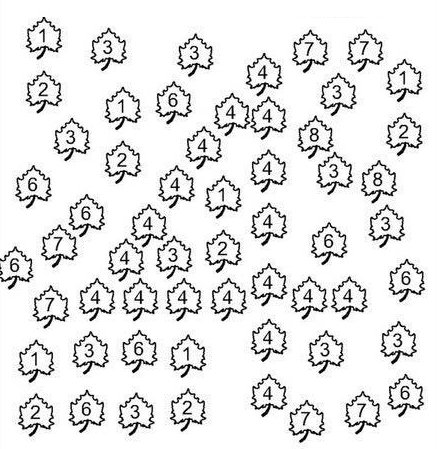 1 3 3 4 7 7 1
2 1 6 4 4 3 2
3 2 4 4 8 3 8
6 6 4 1 4 6 3
6 7 4 3 2 4 6
7 4 4 4 4 4 4 4
1 3 6 1 4 3 3
2 6 3 2 4 7 7 6